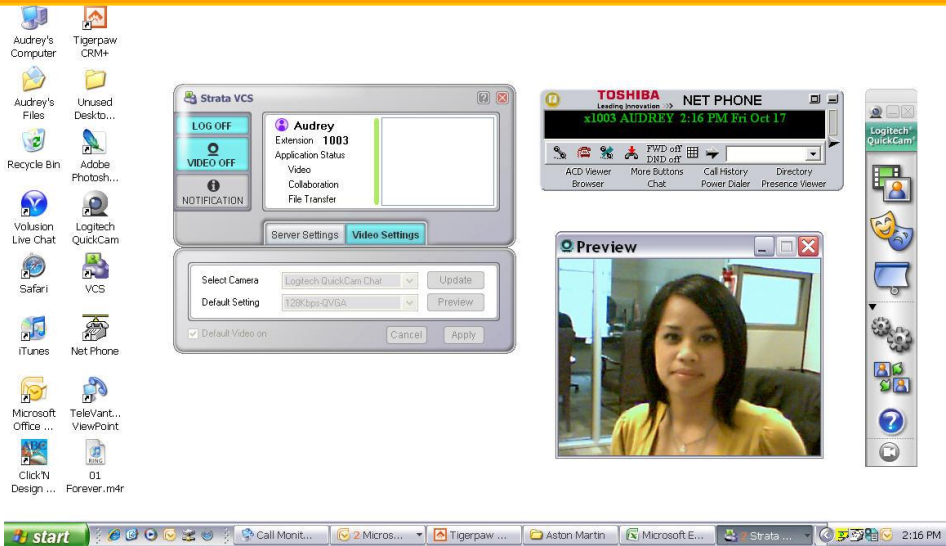 Audrey's
Computer
Tigerpaw
CRM+
Audrey's
Files
Unused
Deskto...
Recycle Bin
Adobe
Photosh...
Volusion
Live Chat
Logitech
QuickCam
Safari
VCS
iTunes
Net Phone
Microsoft
Office ...
TeleVant...
ViewPoint
ABC
Click'N
Design ...
RING
01
Forever.m4r
Strata VCS
LOG OFF
VIDEO OFF
NOTIFICATION
Audrey
Extension 1003
Application Status
Video
Collaboration
File Transfer
Server Settings
Video Settings
Select Camera
Logitech QuickCam Chat
Update
Default Setting
128Kbps-QVGA
Preview
Default Video on
Cancel
Apply
TOSHIBA
Leading Innovation >>>
NET PHONE
x1003 AUDREY 2:16 PM Fri Oct 17
FWD off
DND off
ACD Viewer
More Buttons
Call History
Directory
Browser
Chat
Power Dialer
Presence Viewer
Preview
Logitech®
QuickCam®
start
Call Monit...
2 Micros...
Tigerpaw ...
Aston Martin
Microsoft E...
2 Strata ...
2:16 PM